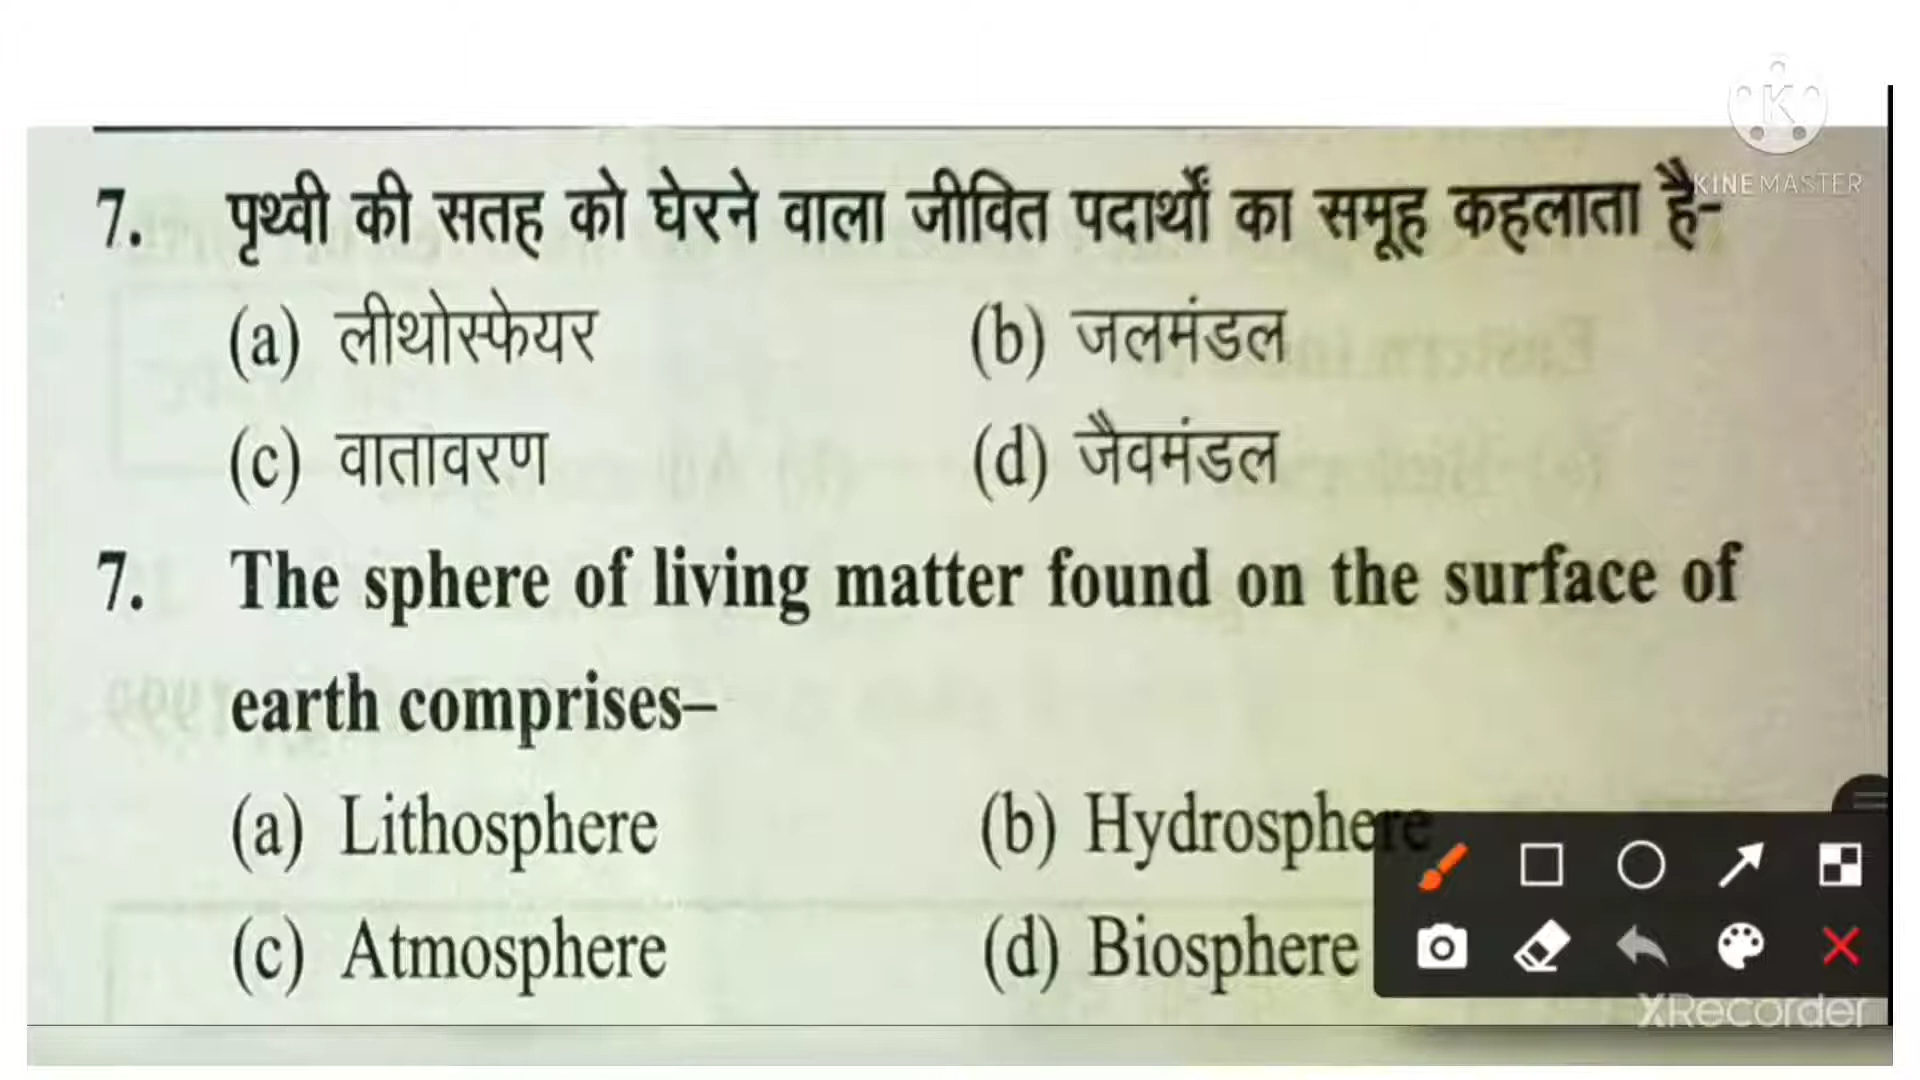 KINEMASTER
7. पृथ्वी की सतह को घेरने वाला जीवित पदार्थों का समूह कहलाता है-
(a) लीथोस्फेयर (b) जलमंडल
(c) वातावरण (d) जैवमंडल
7. The sphere of living matter found on the surface of
earth comprises–
(a) Lithosphere (b) Hydrosphere
(c) Atmosphere (d) Biosphere
XRecorder